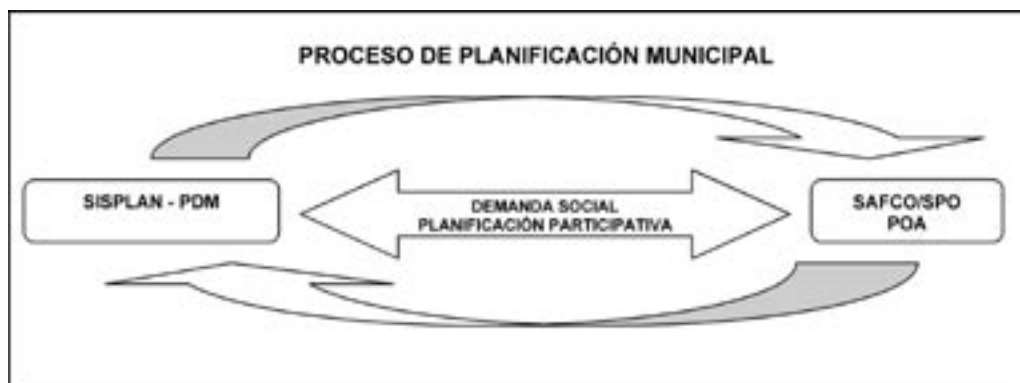 PROCESO DE PLANIFICACIÓN MUNICIPAL
SISPLAN - PDM
DEMANDA SOCIAL
PLANIFICACIÓN PARTICIPATIVA
SAFCO/SPO
POA